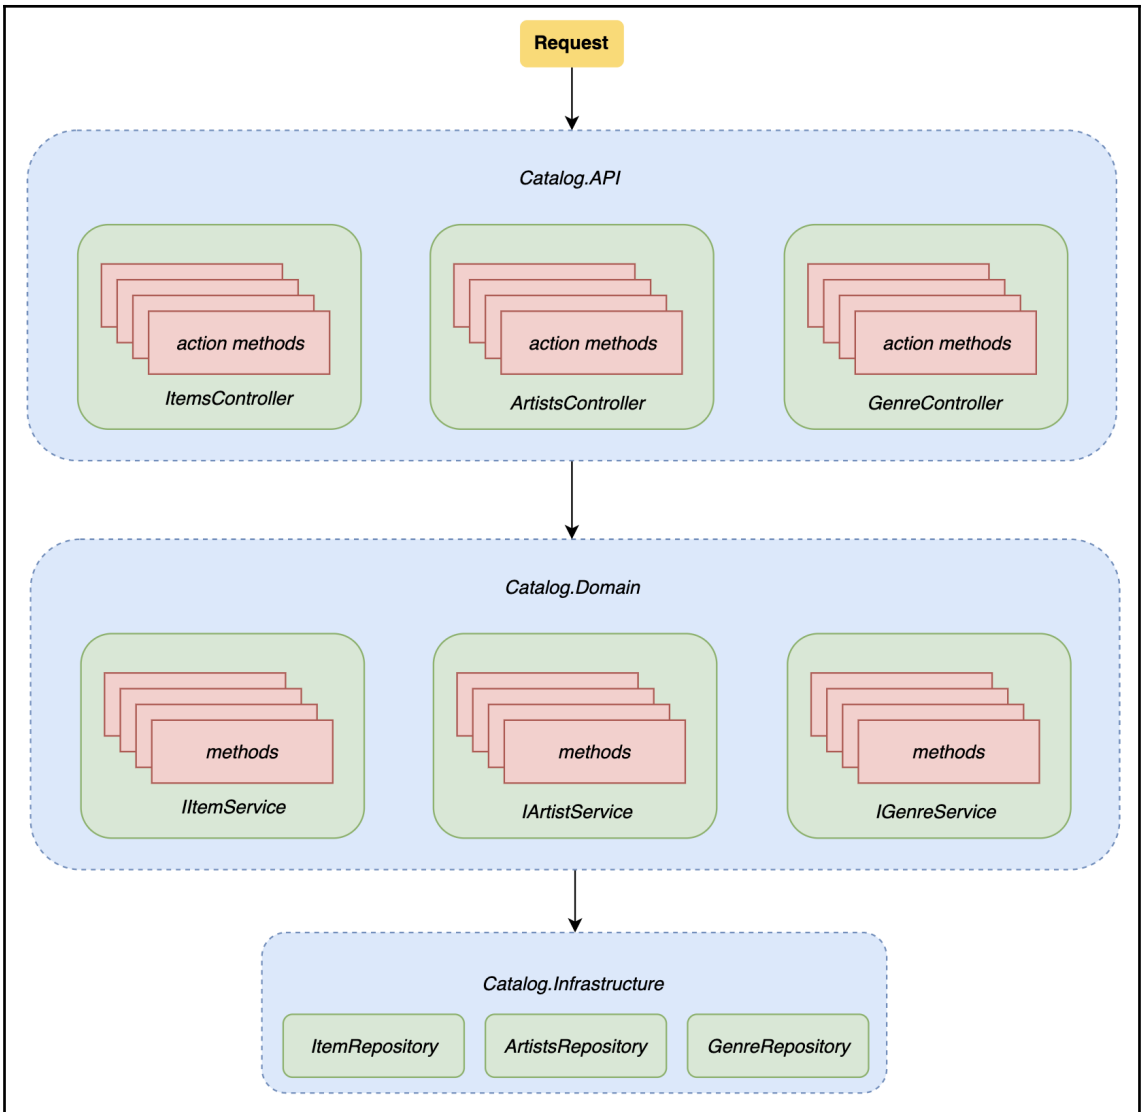 Request
Catalog.API
action methods
action methods
action methods
ItemsController
ArtistsController
GenreController
Catalog.Domain
methods
methods
methods
IItemService
IArtistService
IGenreService
Catalog.Infrastructure
ItemRepository
ArtistsRepository
GenreRepository